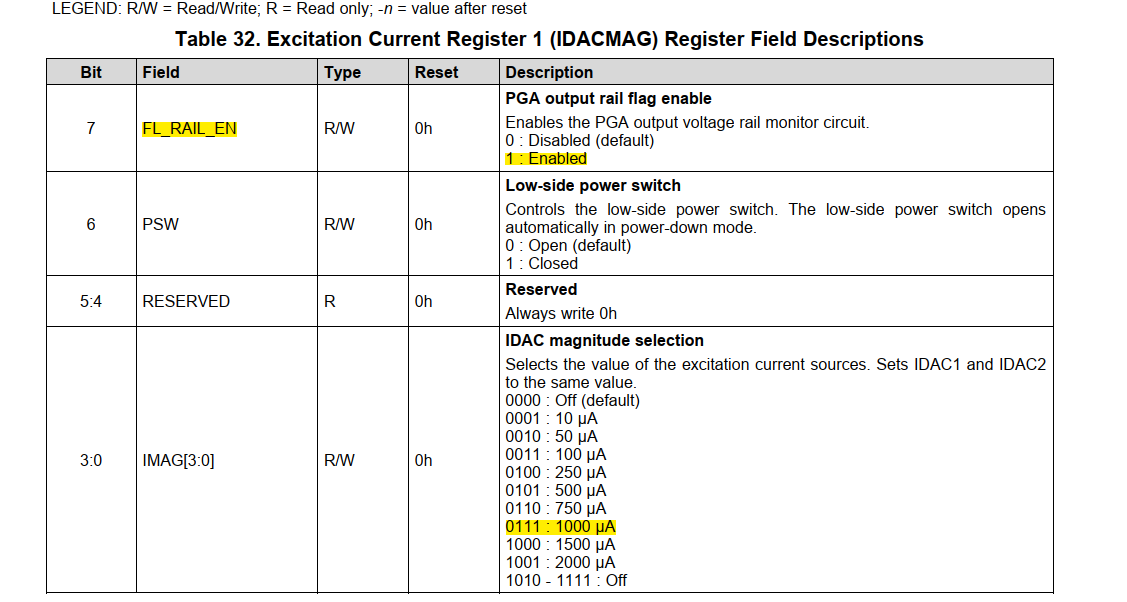 LEGEND: R/W = Read/Write; R = Read only; -n = value after reset
Table 32. Excitation Current Register 1 (IDACMAG) Register Field Descriptions
Bit Field Type Reset Description
7 FL_RAIL_EN R/W 0h
PGA output rail flag enable
Enables the PGA output voltage rail monitor circuit.
0 : Disabled (default)
1 : Enabled
6 PSW R/W 0h
Low-side power switch
Controls the low-side power switch. The low-side power switch opens
automatically in power-down mode.
0 : Open (default)
1 : Closed
5:4 RESERVED R 0h
Reserved
Always write 0h
3:0 IMAG[3:0] R/W 0h
IDAC magnitude selection
Selects the value of the excitation current sources. Sets IDAC1 and IDAC2
to the same value.
0000 : Off (default)
0001 : 10 µA
0010 : 50 µA
0011 : 100 µA
0100 : 250 µA
0101 : 500 µA
0110 : 750 µA
0111 : 1000 µA
1000 : 1500 µA
1001 : 2000 µA
1010 - 1111 : Off